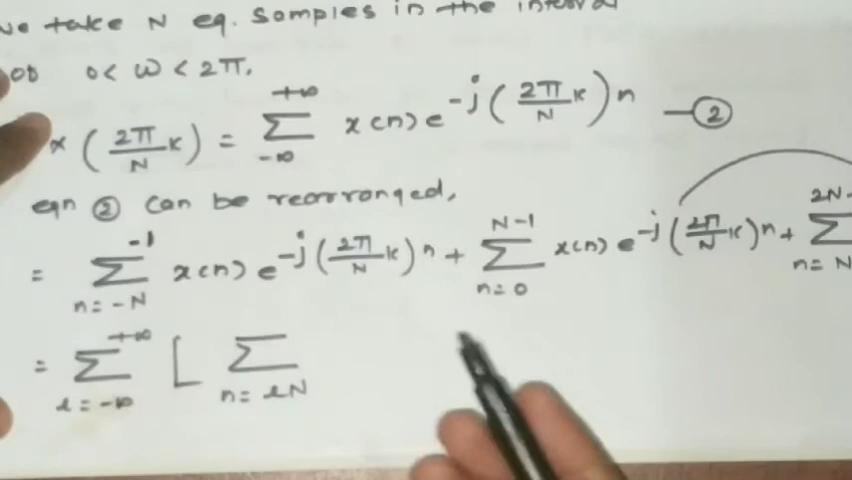 we take N eq. samples in the interval
of 0 < ω < 2π.
x ( 2π/N k ) = Σ_{-∞}^{+∞} x(n) e^{-j(2π/N k)n} — ②
eqn ② can be rearranged,
= Σ_{n=-N}^{-1} x(n) e^{-j(2π/N k)n} + Σ_{n=0}^{N-1} x(n) e^{-j(2π/N k)n} + Σ_{n=N}^{2N-
= Σ_{l=-∞}^{+∞} [ Σ_{n=lN}